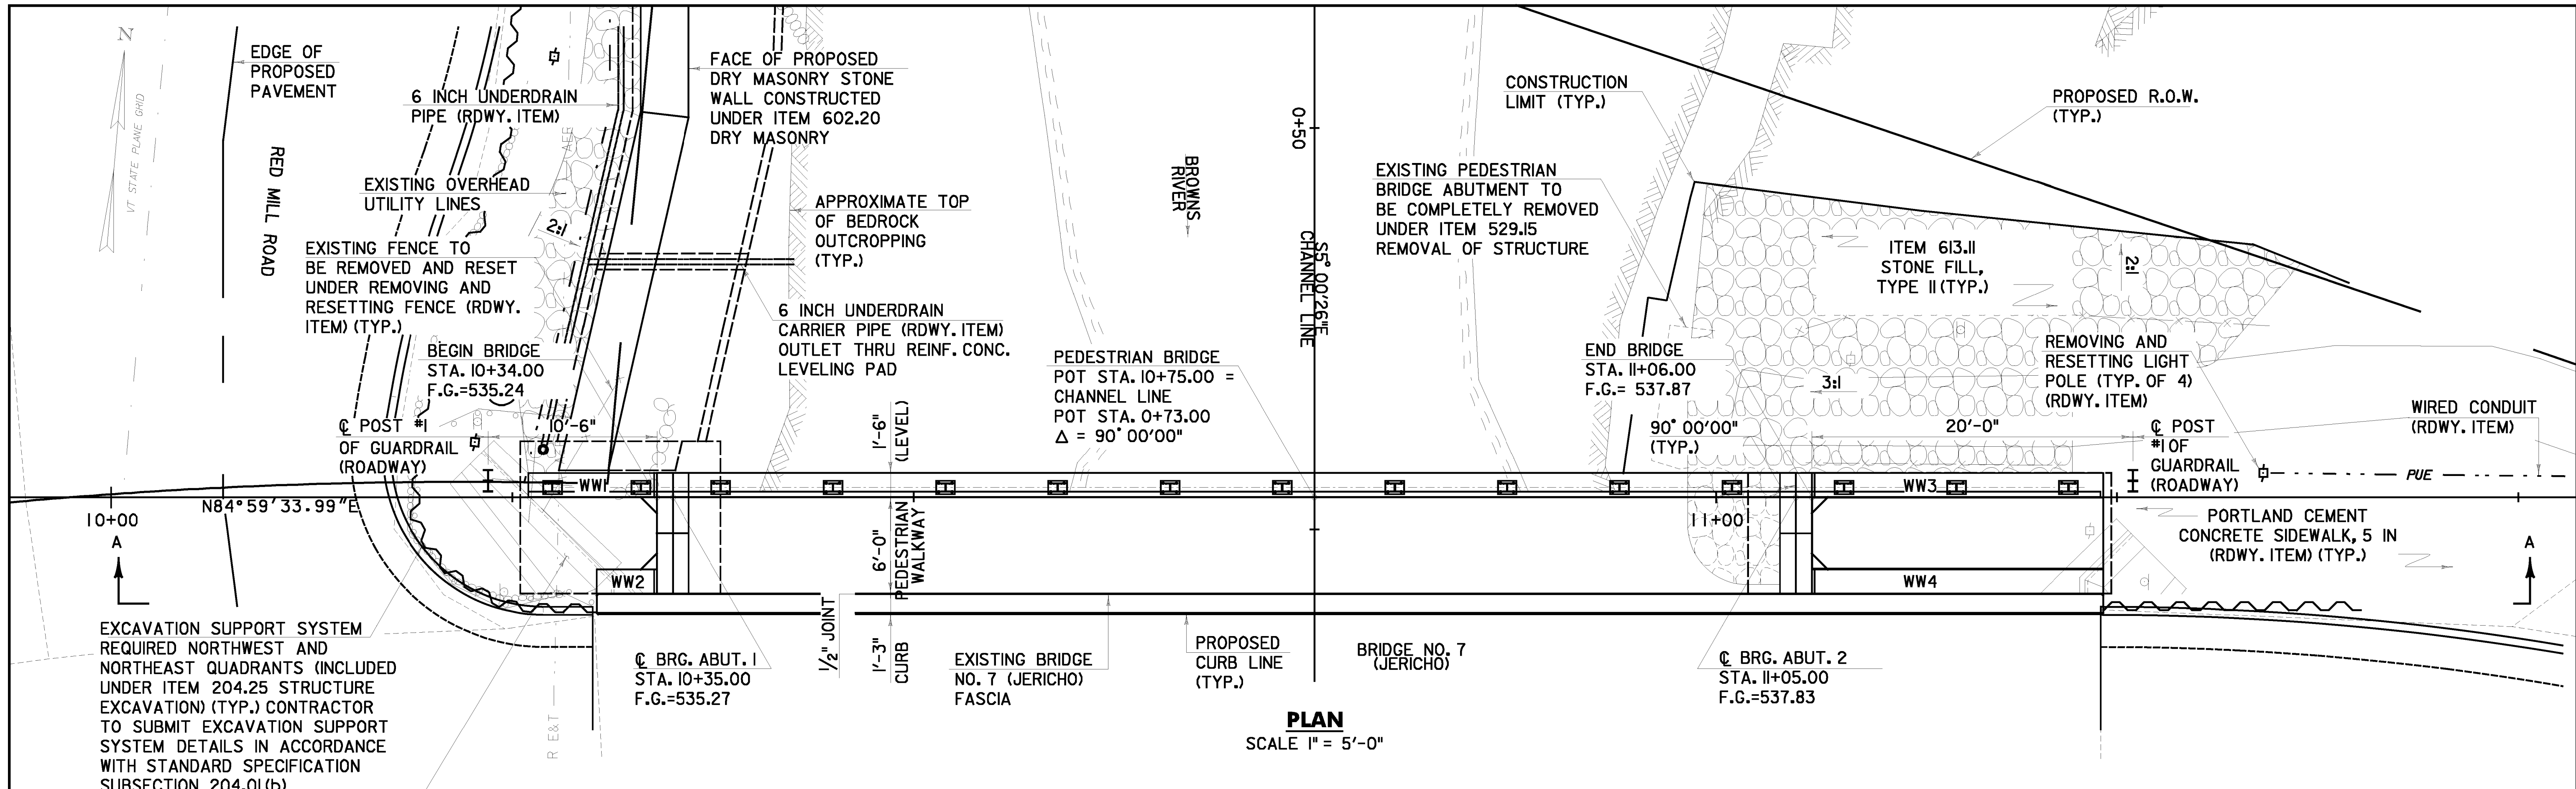 N
VT STATE PLANE GRID
EDGE OF
PROPOSED
PAVEMENT
RED MILL ROAD
6 INCH UNDERDRAIN
PIPE (RDWY. ITEM)
EXISTING OVERHEAD
UTILITY LINES
2:1
EXISTING FENCE TO
BE REMOVED AND RESET
UNDER REMOVING AND
RESETTING FENCE (RDWY.
ITEM) (TYP.)
BEGIN BRIDGE
STA. 10+34.00
F.G.=535.24
℄ POST #1
OF GUARDRAIL
(ROADWAY)
10'-6"
FACE OF PROPOSED
DRY MASONRY STONE
WALL CONSTRUCTED
UNDER ITEM 602.20
DRY MASONRY
APPROXIMATE TOP
OF BEDROCK
OUTCROPPING
(TYP.)
6 INCH UNDERDRAIN
CARRIER PIPE (RDWY. ITEM)
OUTLET THRU REINF. CONC.
LEVELING PAD
1'-6"
(LEVEL)
PEDESTRIAN BRIDGE
POT STA. 10+75.00 =
CHANNEL LINE
POT STA. 0+73.00
Δ = 90°00'00"
BROWNS
RIVER
0+50
S5° 00'26"E
CHANNEL LINE
CONSTRUCTION
LIMIT (TYP.)
EXISTING PEDESTRIAN
BRIDGE ABUTMENT TO
BE COMPLETELY REMOVED
UNDER ITEM 529.15
REMOVAL OF STRUCTURE
END BRIDGE
STA. 11+06.00
F.G.= 537.87
90°00'00"
(TYP.)
PROPOSED R.O.W.
(TYP.)
ITEM 613.11
STONE FILL,
TYPE II (TYP.)
2:1
3:1
REMOVING AND
RESETTING LIGHT
POLE (TYP. OF 4)
(RDWY. ITEM)
20'-0"
℄ POST
#1 OF
GUARDRAIL
(ROADWAY)
WIRED CONDUIT
(RDWY. ITEM)
PUE
N84°59'33.99"E
10+00
A
WW1
WW2
6'-0"
PEDESTRIAN
WALKWAY
11+00
WW3
WW4
PORTLAND CEMENT
CONCRETE SIDEWALK, 5 IN
(RDWY. ITEM) (TYP.)
A
EXCAVATION SUPPORT SYSTEM
REQUIRED NORTHWEST AND
NORTHEAST QUADRANTS (INCLUDED
UNDER ITEM 204.25 STRUCTURE
EXCAVATION) (TYP.) CONTRACTOR
TO SUBMIT EXCAVATION SUPPORT
SYSTEM DETAILS IN ACCORDANCE
WITH STANDARD SPECIFICATION
SUBSECTION 204.01(b)
R E&T
℄ BRG. ABUT. 1
STA. 10+35.00
F.G.=535.27
1/2" JOINT
1'-3"
CURB
EXISTING BRIDGE
NO. 7 (JERICHO)
FASCIA
PROPOSED
CURB LINE
(TYP.)
BRIDGE NO. 7
(JERICHO)
℄ BRG. ABUT. 2
STA. 11+05.00
F.G.=537.83
PLAN
SCALE 1" = 5'-0"